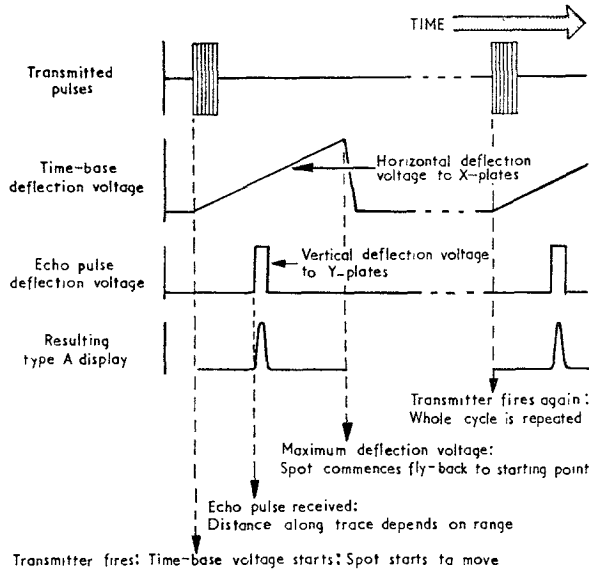 TIME
Transmitted
pulses
Time-base
deflection voltage
Horizontal deflection
voltage to X-plates
Echo pulse
deflection voltage
Vertical deflection voltage
to Y-plates
Resulting
type A display
Transmitter fires again:
Whole cycle is repeated
Maximum deflection voltage:
Spot commences fly-back to starting point
Echo pulse received:
Distance along trace depends on range
Transmitter fires: Time-base voltage starts: Spot starts to move